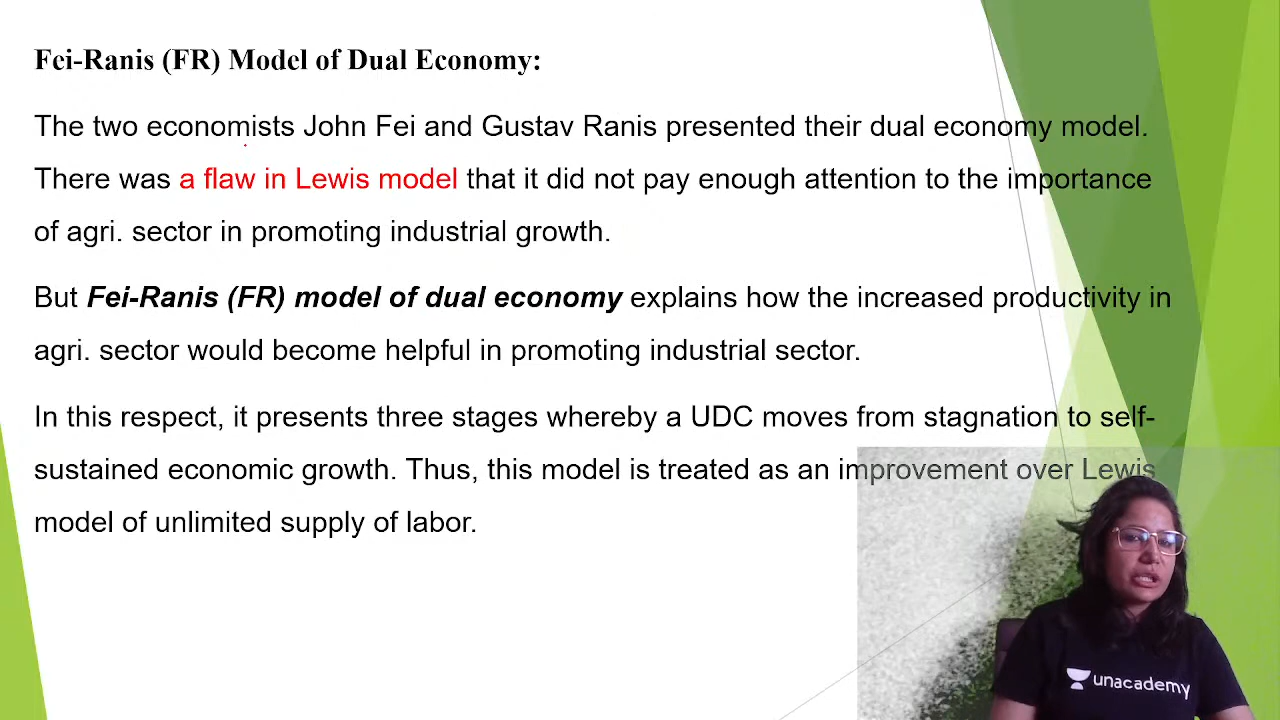 Fei-Ranis (FR) Model of Dual Economy:
The two economists John Fei and Gustav Ranis presented their dual economy model.
There was a flaw in Lewis model that it did not pay enough attention to the importance
of agri. sector in promoting industrial growth.
But Fei-Ranis (FR) model of dual economy explains how the increased productivity in
agri. sector would become helpful in promoting industrial sector.
In this respect, it presents three stages whereby a UDC moves from stagnation to self-
sustained economic growth. Thus, this model is treated as an improvement over Lewis
model of unlimited supply of labor.
unacademy